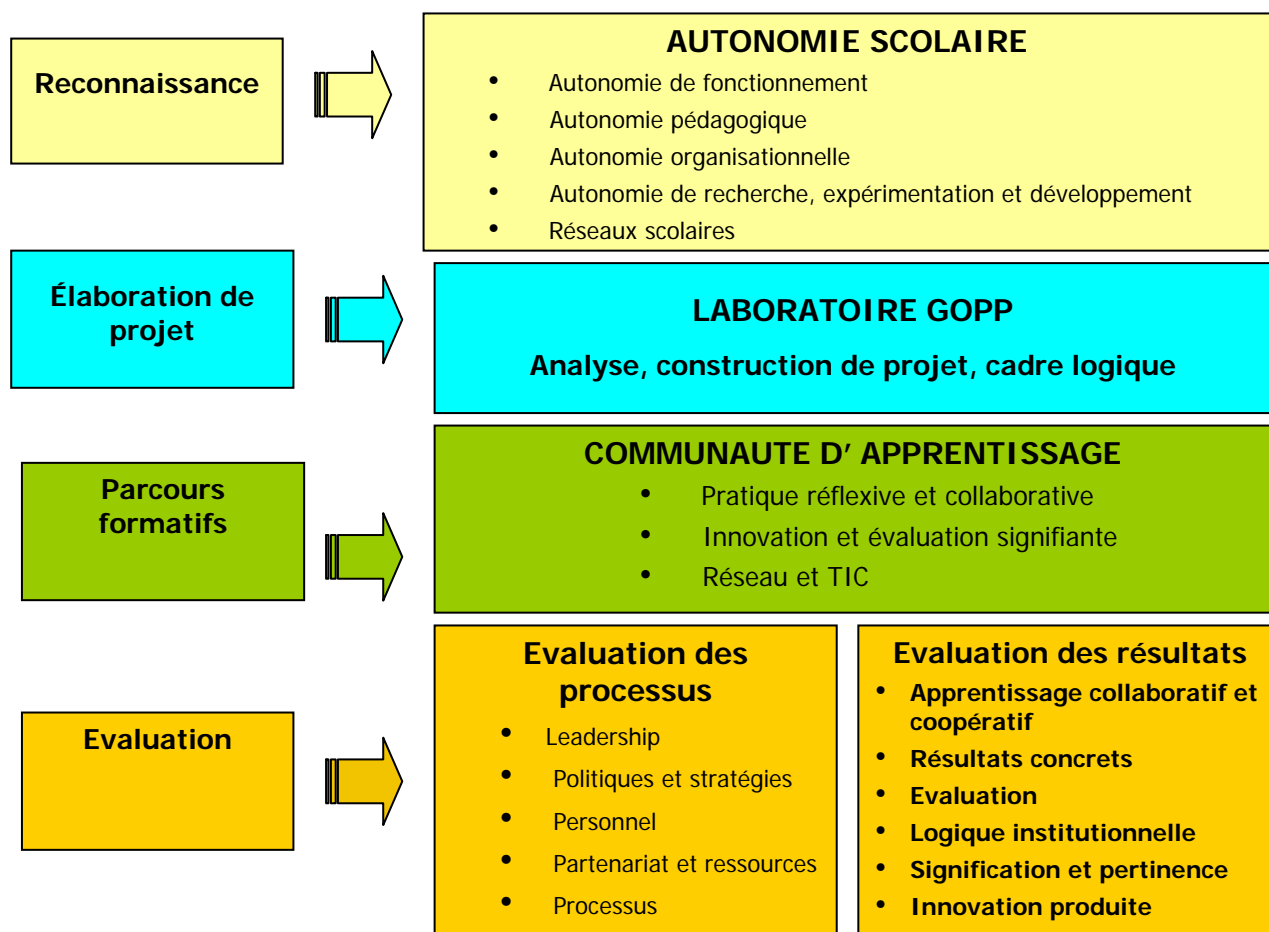 Reconnaissance
AUTONOMIE SCOLAIRE
• Autonomie de fonctionnement
• Autonomie pédagogique
• Autonomie organisationnelle
• Autonomie de recherche, expérimentation et développement
• Réseaux scolaires
Élaboration de
projet
LABORATOIRE GOPP
Analyse, construction de projet, cadre logique
Parcours
formatifs
COMMUNAUTE D' APPRENTISSAGE
• Pratique réflexive et collaborative
• Innovation et évaluation signifiante
• Réseau et TIC
Evaluation
Evaluation des
processus
• Leadership
• Politiques et stratégies
• Personnel
• Partenariat et ressources
• Processus
Evaluation des résultats
• Apprentissage collaboratif et
coopératif
• Résultats concrets
• Evaluation
• Logique institutionnelle
• Signification et pertinence
• Innovation produite